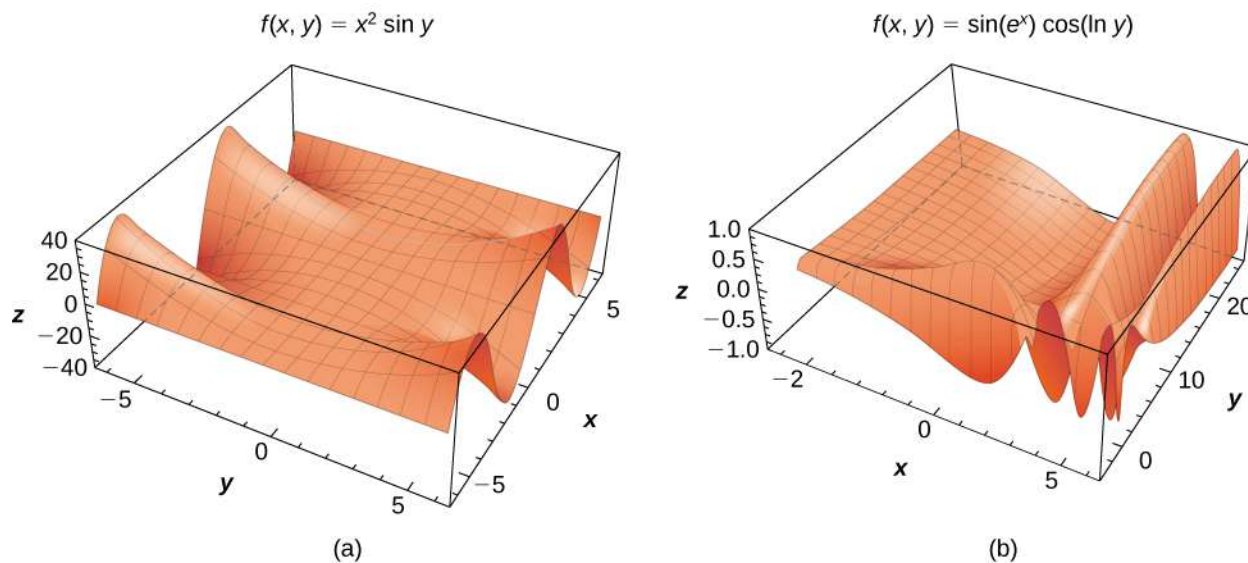 f(x, y) = x² sin y
40
20
0
−20
−40
z
−5
0
5
y
−5
0
5
x
(a)
f(x, y) = sin(eˣ) cos(ln y)
1.0
0.5
0.0
−0.5
−1.0
z
−2
0
5
x
0
10
20
y
(b)